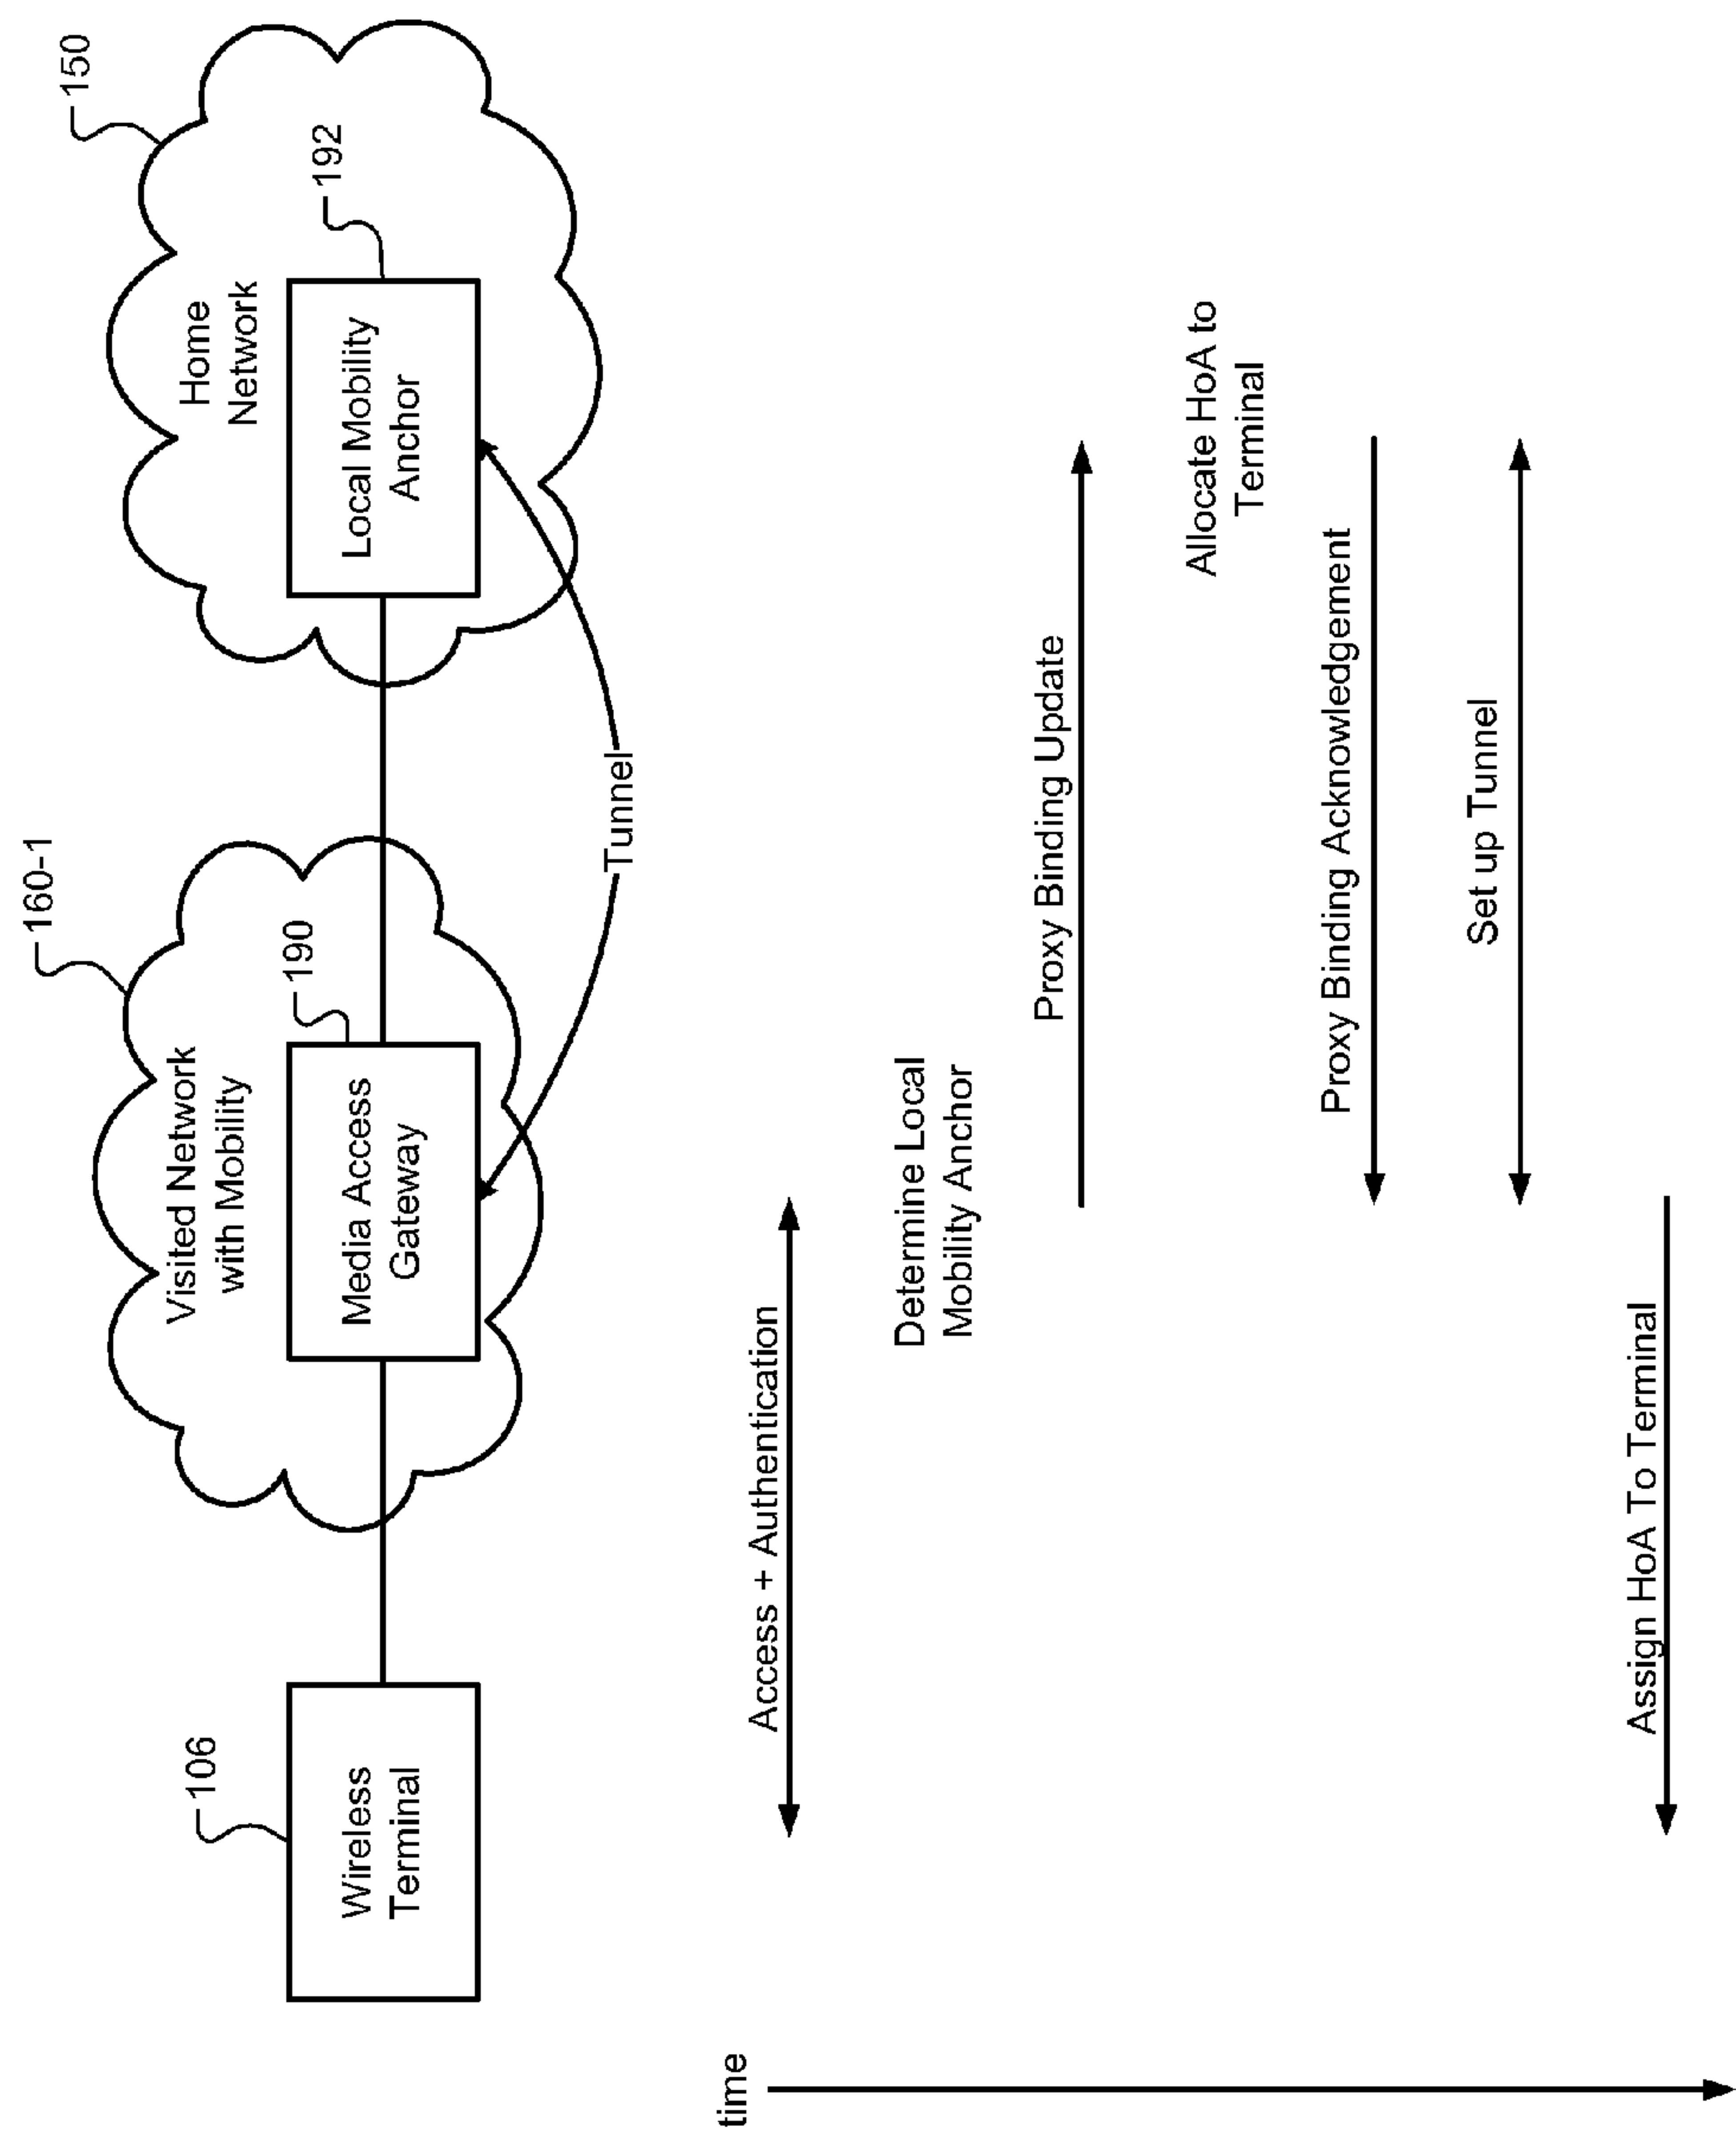 160-1
150
Visited Network
with Mobility
Home
Network
106
190
192
Wireless
Terminal
Media Access
Gateway
Local Mobility
Anchor
Tunnel
time
Access + Authentication
Determine Local
Mobility Anchor
Proxy Binding Update
Allocate HoA to
Terminal
Proxy Binding Acknowledgement
Set up Tunnel
Assign HoA To Terminal